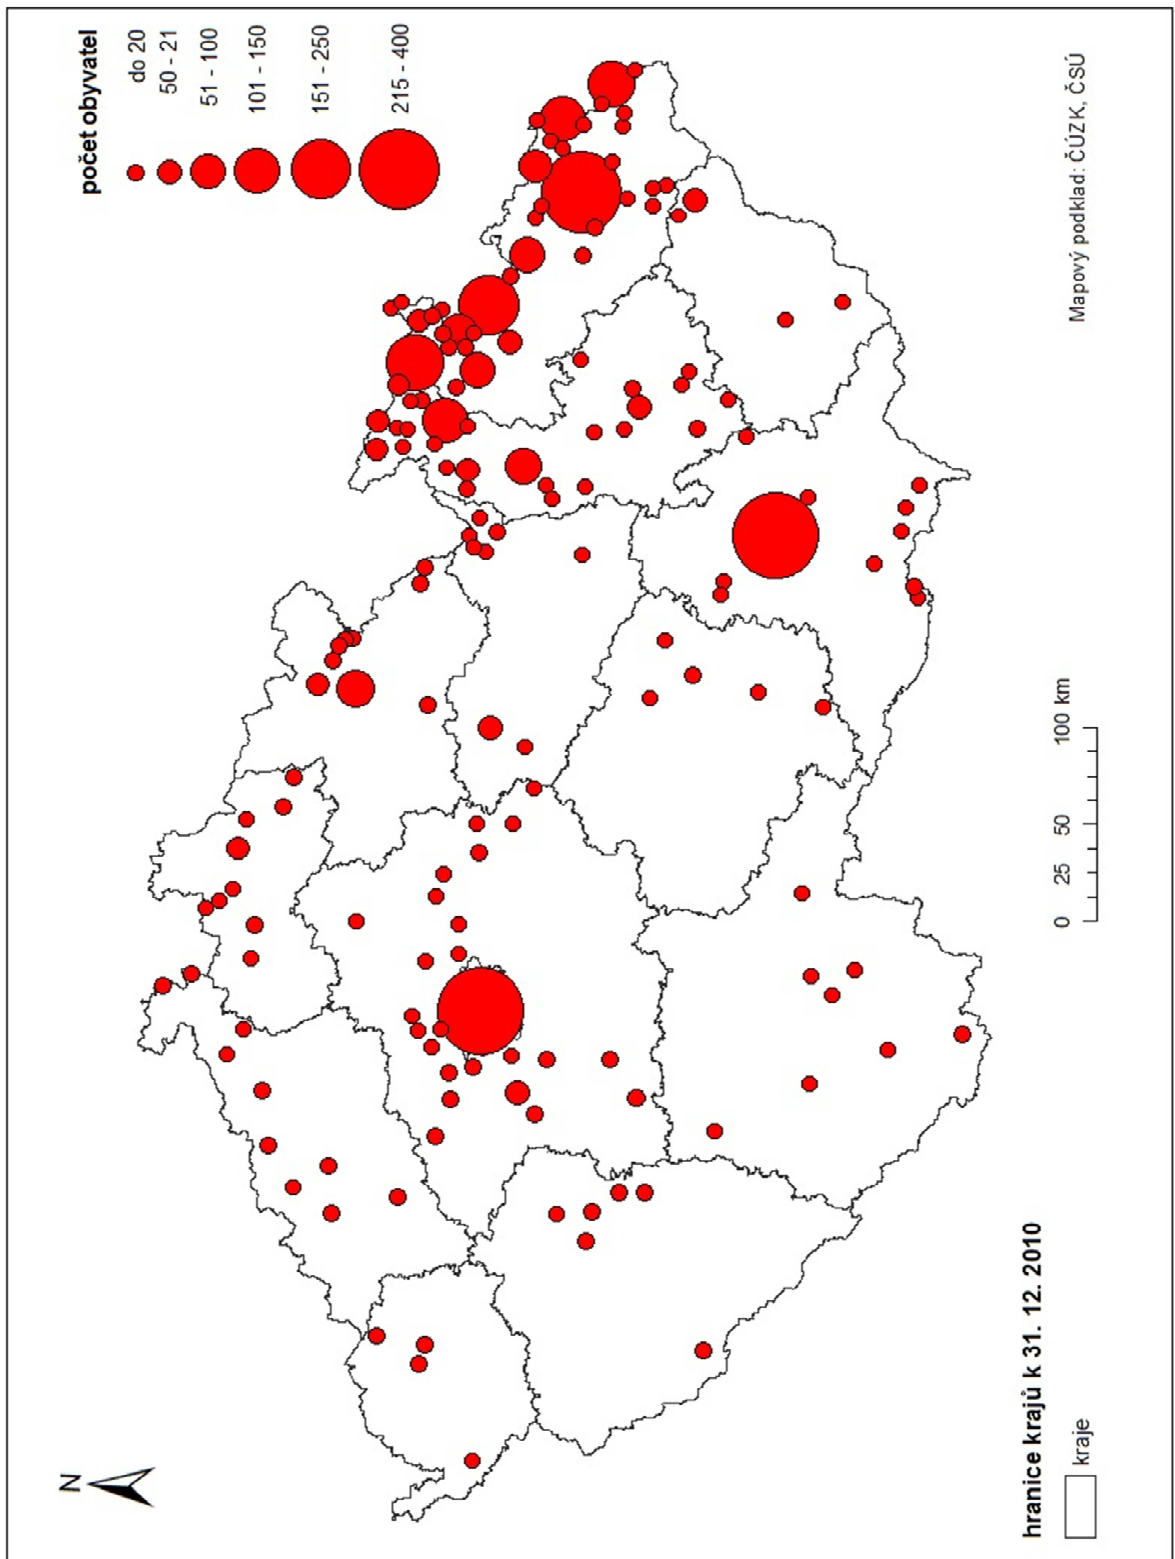 N
počet obyvatel
do 20
50 - 21
51 - 100
101 - 150
151 - 250
215 - 400
0 25 50 100 km
hranice krajů k 31. 12. 2010
kraje
Mapový podklad: ČÚZK, ČSÚ